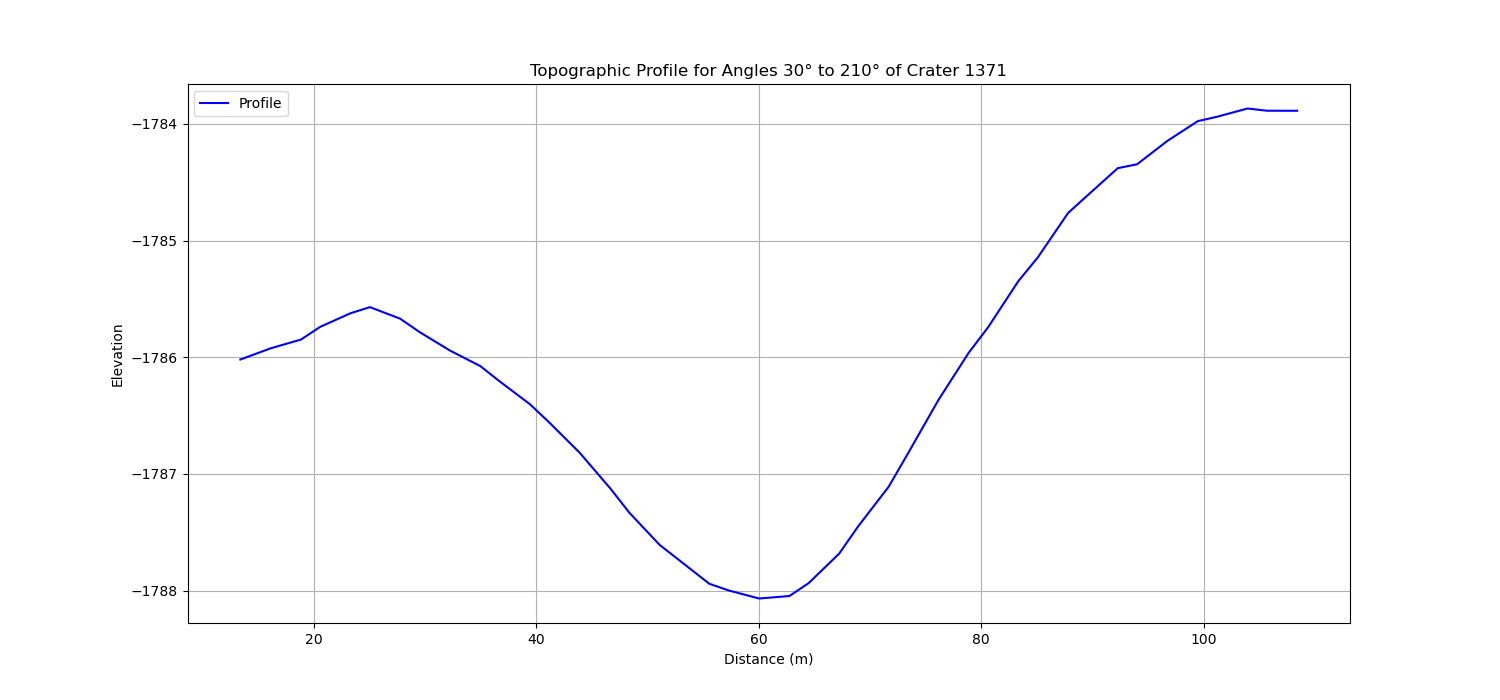 Topographic Profile for Angles 30° to 210° of Crater 1371
Profile
−1784
−1785
−1786
−1787
−1788
Elevation
20
40
60
80
100
Distance (m)